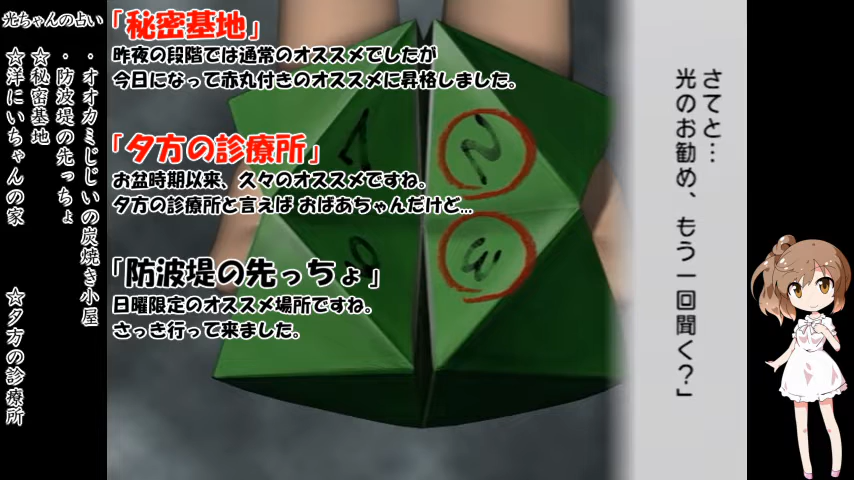 光ちゃんの占い
・オオカミじじいの炭焼き小屋
・防波堤の先っちょ
☆秘密基地
☆洋にいちゃんの家
☆夕方の診療所
「秘密基地」
昨夜の段階では通常のオススメでしたが
今日になって赤丸付きのオススメに昇格しました。
「夕方の診療所」
お盆時期以来、久々のオススメですね。
夕方の診療所と言えば おばあちゃんだけど…
「防波堤の先っちょ」
日曜限定のオススメ場所ですね。
さっき行って来ました。
2
3
さてと…
光のお勧め、もう一回聞く？」